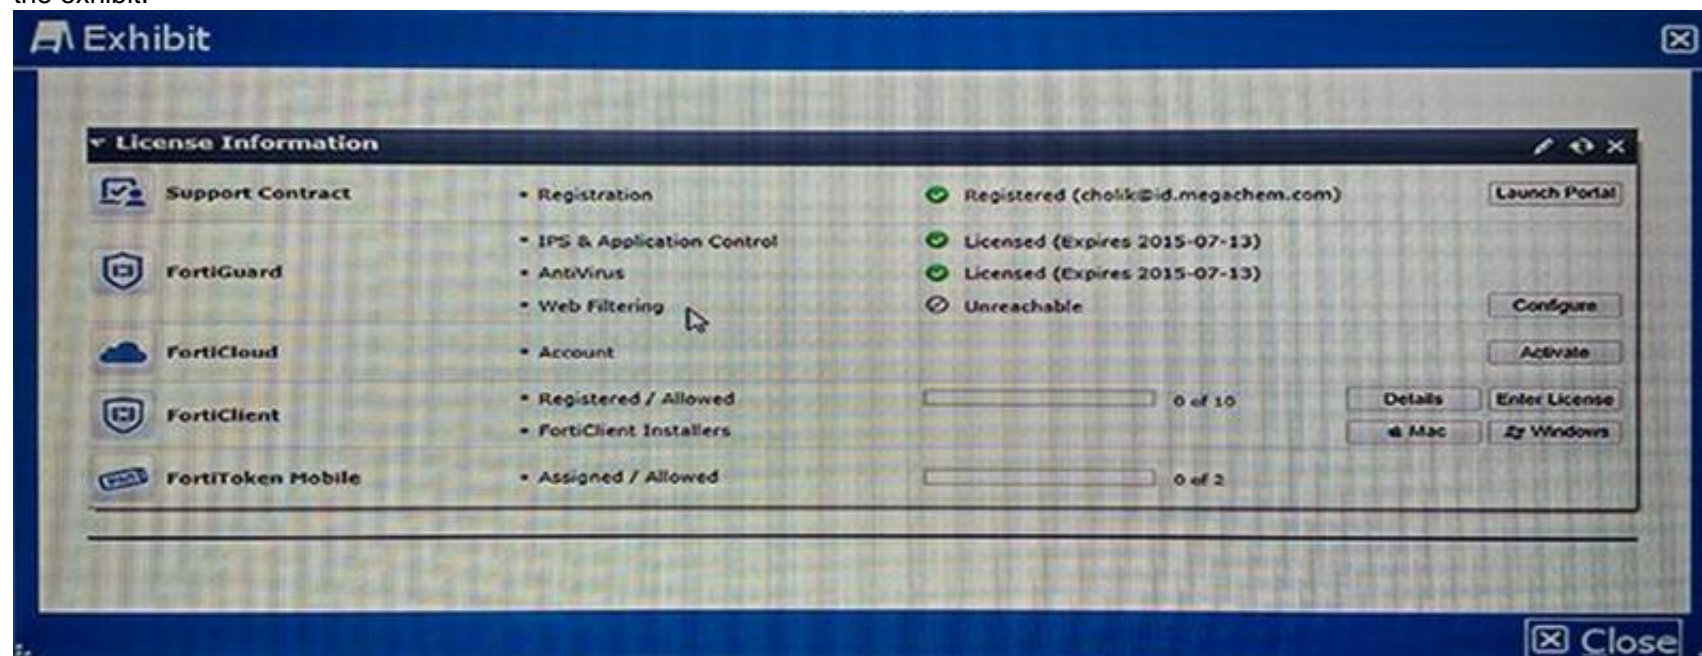 the exhibit.
Exhibit
License Information
Support Contract • Registration Registered (cholik@id.megachem.com) Launch Portal
• IPS & Application Control Licensed (Expires 2015-07-13)
FortiGuard • AntiVirus Licensed (Expires 2015-07-13)
• Web Filtering Unreachable Configure
FortiCloud • Account Activate
• Registered / Allowed 0 of 10 Details Enter License
FortiClient
• FortiClient Installers Mac Windows
FortiToken Mobile • Assigned / Allowed 0 of 2
Close